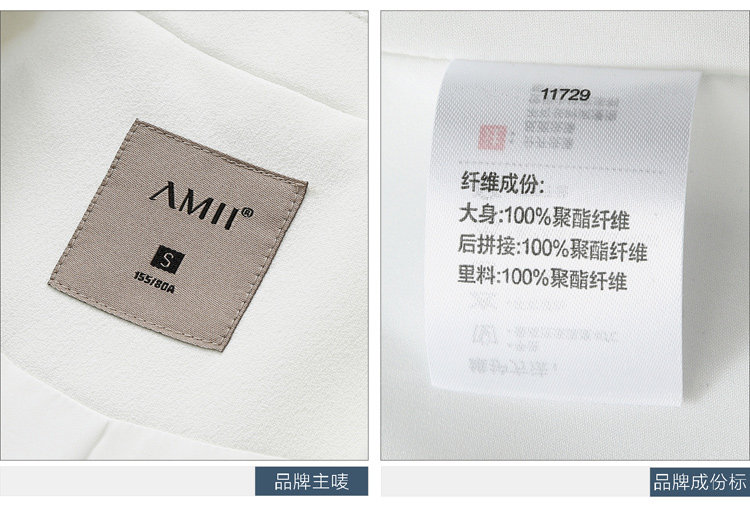 AMII®
S
155/80A
品牌主唛
11729
纤维成份:
大身:100%聚酯纤维
后拼接:100%聚酯纤维
里料:100%聚酯纤维
品牌成份标